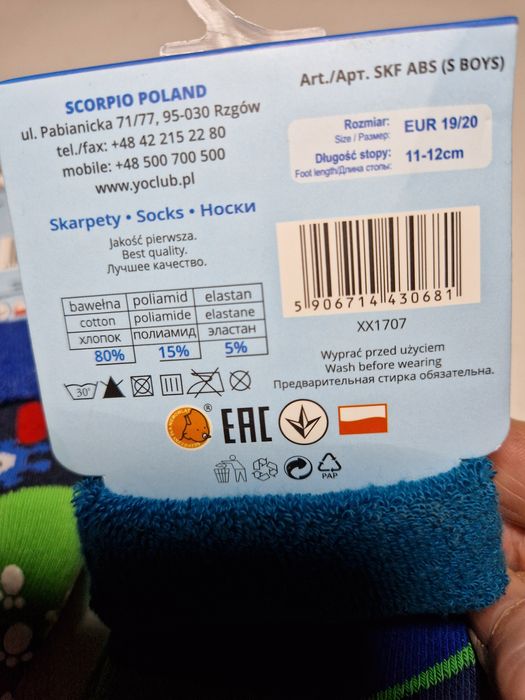 SCORPIO POLAND
ul. Pabianicka 71/77, 95-030 Rzgów
tel./fax: +48 42 215 22 80
mobile: +48 500 700 500
www.yoclub.pl
Art./Арт. SKF ABS (S BOYS)
Rozmiar: EUR 19/20
Size / Размер:
Długość stopy: 11-12cm
Foot length/Длина стопы:
Skarpety • Socks • Носки
Jakość pierwsza.
Best quality.
Лучшее качество.
bawełna poliamid elastan
cotton poliamide elastane
хлопок полиамид эластан
80% 15% 5%
5 906714 430681
XX1707
Wyprać przed użyciem
Wash before wearing
Предварительная стирка обязательна.
30°
® EAC
PAP